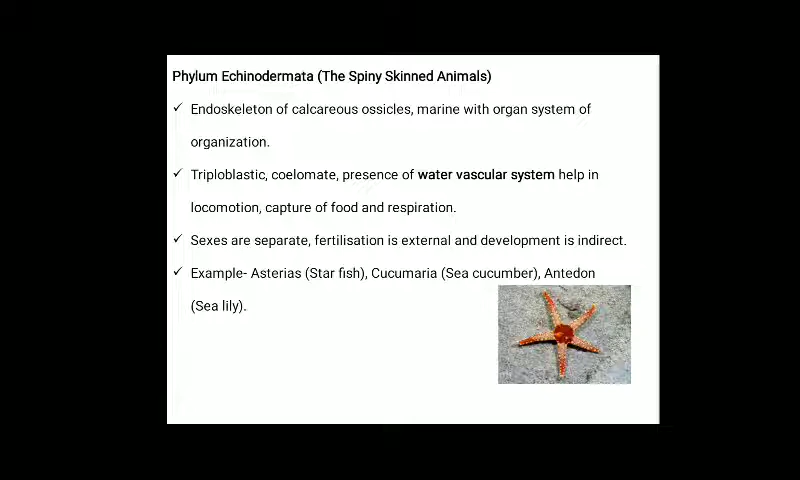 Phylum Echinodermata (The Spiny Skinned Animals)
✓ Endoskeleton of calcareous ossicles, marine with organ system of
organization.
✓ Triploblastic, coelomate, presence of water vascular system help in
locomotion, capture of food and respiration.
✓ Sexes are separate, fertilisation is external and development is indirect.
✓ Example- Asterias (Star fish), Cucumaria (Sea cucumber), Antedon
(Sea lily).